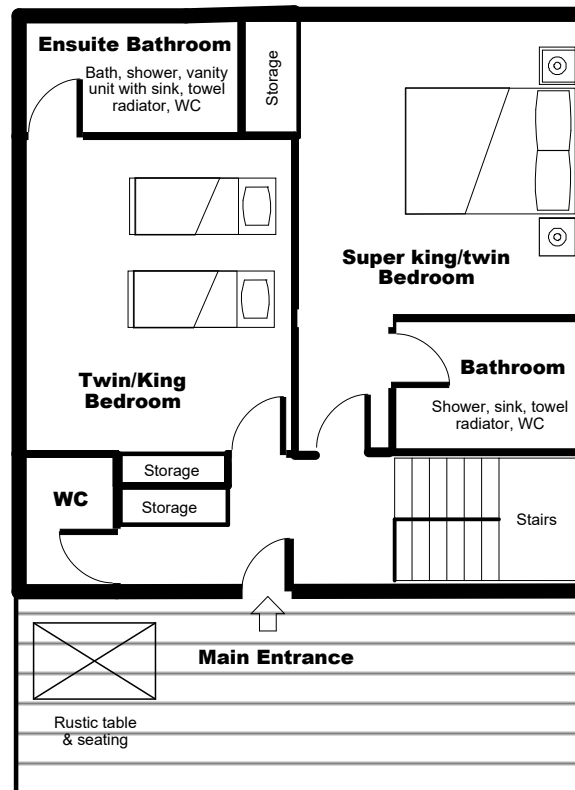 Ensuite Bathroom
Bath, shower, vanity
unit with sink, towel
radiator, WC
Storage
Super king/twin
Bedroom
Bathroom
Shower, sink, towel
radiator, WC
Twin/King
Bedroom
Storage
Storage
WC
Stairs
Main Entrance
Rustic table
& seating